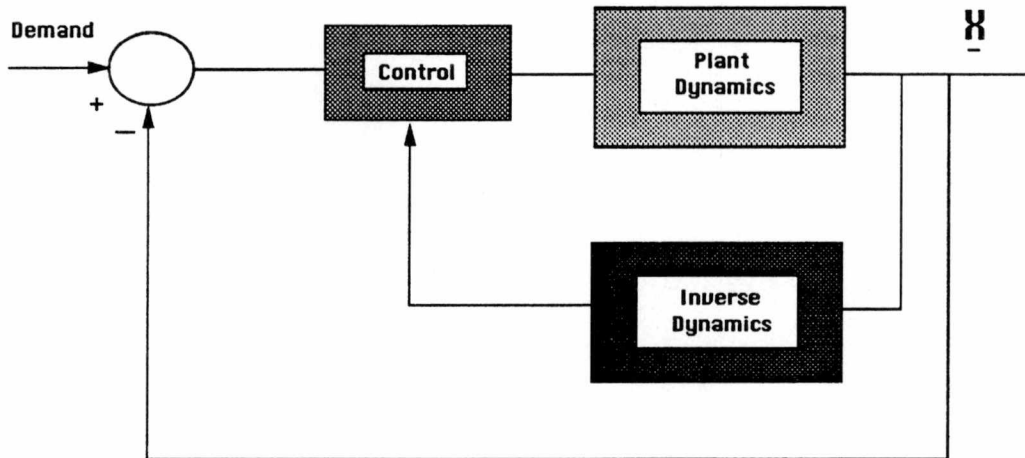 Demand
X
Control
Plant
Dynamics
+
−
Inverse
Dynamics